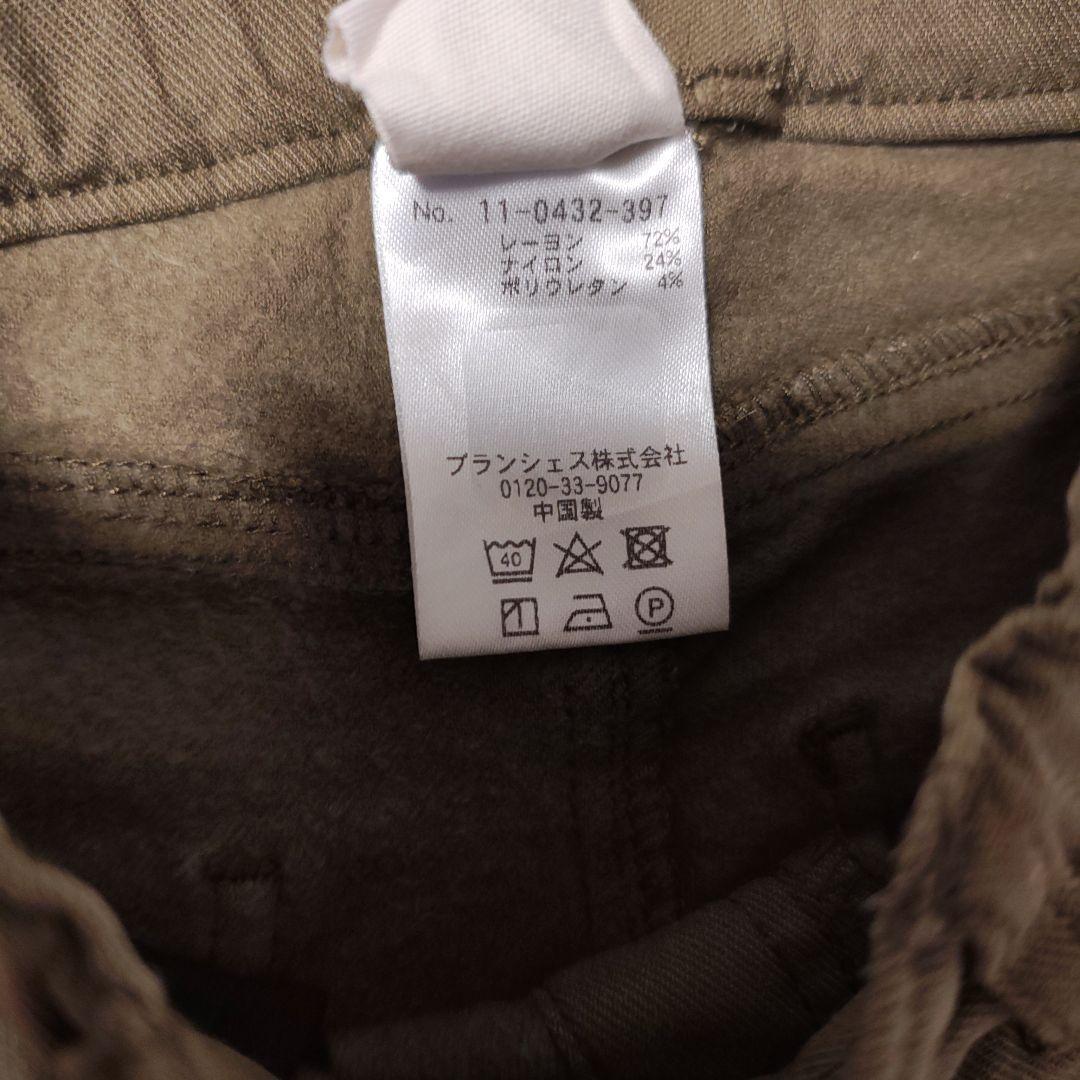 No. 11-0432-397
レーヨン 72%
ナイロン 24%
ポリウレタン 4%
ブランシェス株式会社
0120-33-9077
中国製
40
P